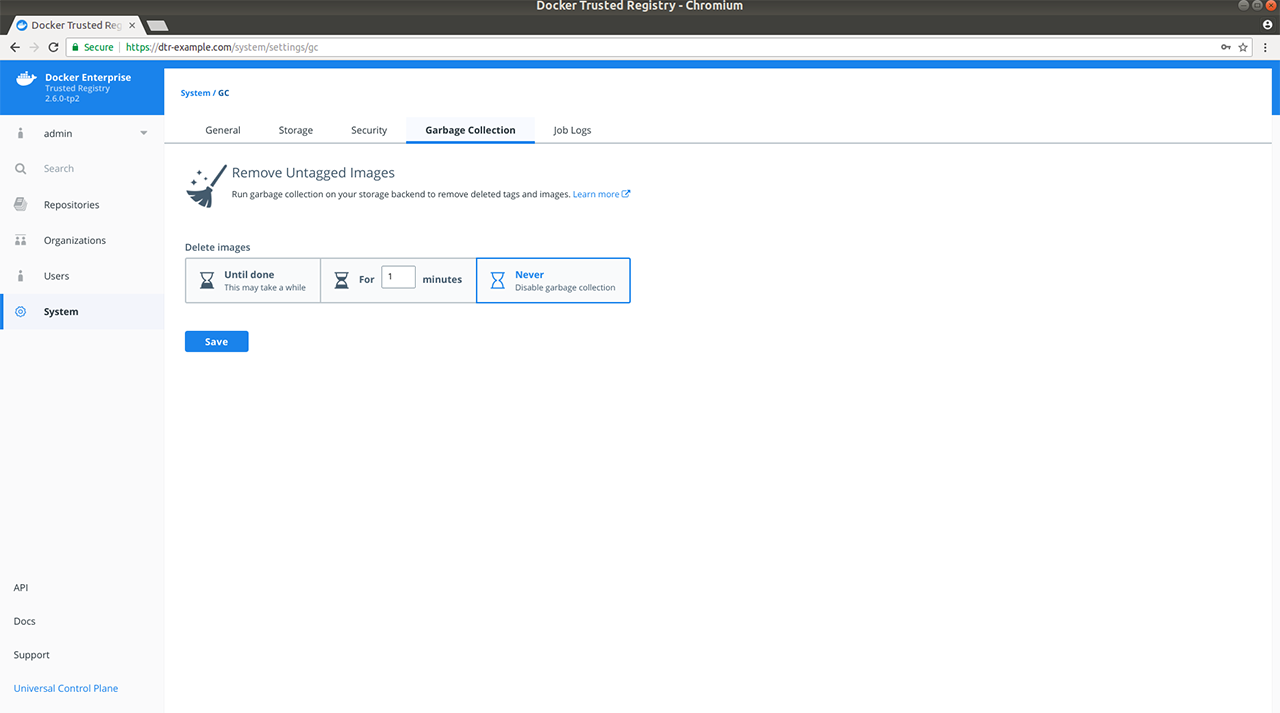 Docker Trusted Registry - Chromium
Docker Trusted Reg
Secure https://dtr-example.com/system/settings/gc
Docker Enterprise
Trusted Registry
2.6.0-tp2
admin
Search
Repositories
Organizations
Users
System
API
Docs
Support
Universal Control Plane
System / GC
General Storage Security Garbage Collection Job Logs
Remove Untagged Images
Run garbage collection on your storage backend to remove deleted tags and images. Learn more
Delete images
Until done
This may take a while
For 1 minutes
Never
Disable garbage collection
Save